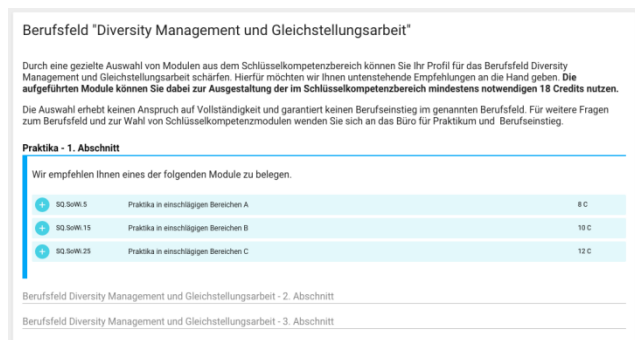 Berufsfeld "Diversity Management und Gleichstellungsarbeit"
Durch eine gezielte Auswahl von Modulen aus dem Schlüsselkompetenzbereich können Sie Ihr Profil für das Berufsfeld Diversity
Management und Gleichstellungsarbeit schärfen. Hierfür möchten wir Ihnen untenstehende Empfehlungen an die Hand geben. Die
aufgeführten Module können Sie dabei zur Ausgestaltung der im Schlüsselkompetenzbereich mindestens notwendigen 18 Credits nutzen.
Die Auswahl erhebt keinen Anspruch auf Vollständigkeit und garantiert keinen Berufseinstieg im genannten Berufsfeld. Für weitere Fragen
zum Berufsfeld und zur Wahl von Schlüsselkompetenzmodulen wenden Sie sich an das Büro für Praktikum und Berufseinstieg.
Praktika - 1. Abschnitt
Wir empfehlen Ihnen eines der folgenden Module zu belegen.
+ SQ.SoWi.5 Praktika in einschlägigen Bereichen A 8 C
+ SQ.SoWi.15 Praktika in einschlägigen Bereichen B 10 C
+ SQ.SoWi.25 Praktika in einschlägigen Bereichen C 12 C
Berufsfeld Diversity Management und Gleichstellungsarbeit - 2. Abschnitt
Berufsfeld Diversity Management und Gleichstellungsarbeit - 3. Abschnitt